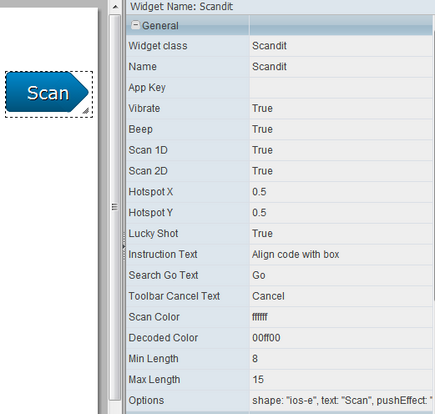 Widget Name: Scandit
General
Widget class Scandit
Name Scandit
App Key
Vibrate True
Beep True
Scan 1D True
Scan 2D True
Hotspot X 0.5
Hotspot Y 0.5
Lucky Shot True
Instruction Text Align code with box
Search Go Text Go
Toolbar Cancel Text Cancel
Scan Color ffffff
Decoded Color 00ff00
Min Length 8
Max Length 15
Options shape: "ios-e", text: "Scan", pushEffect: "
Scan